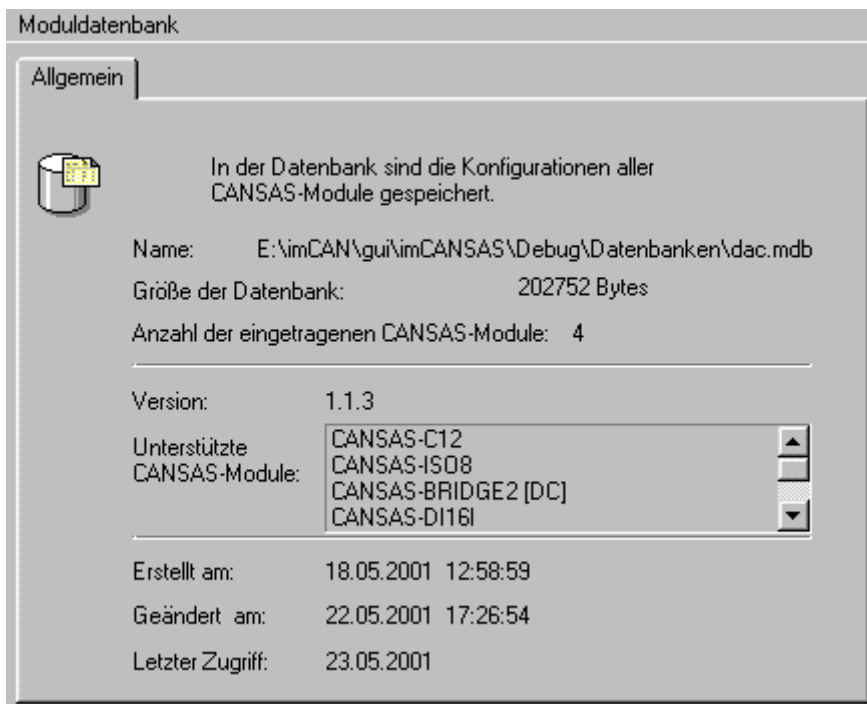 Moduldatenbank
Allgemein
In der Datenbank sind die Konfigurationen aller
CANSAS-Module gespeichert.
Name: E:\imCAN\gui\imCANSAS\Debug\Datenbanken\dac.mdb
Größe der Datenbank: 202752 Bytes
Anzahl der eingetragenen CANSAS-Module: 4
Version: 1.1.3
Unterstützte
CANSAS-Module:
CANSAS-C12
CANSAS-ISO8
CANSAS-BRIDGE2 [DC]
CANSAS-DI16I
Erstellt am: 18.05.2001 12:58:59
Geändert am: 22.05.2001 17:26:54
Letzter Zugriff: 23.05.2001